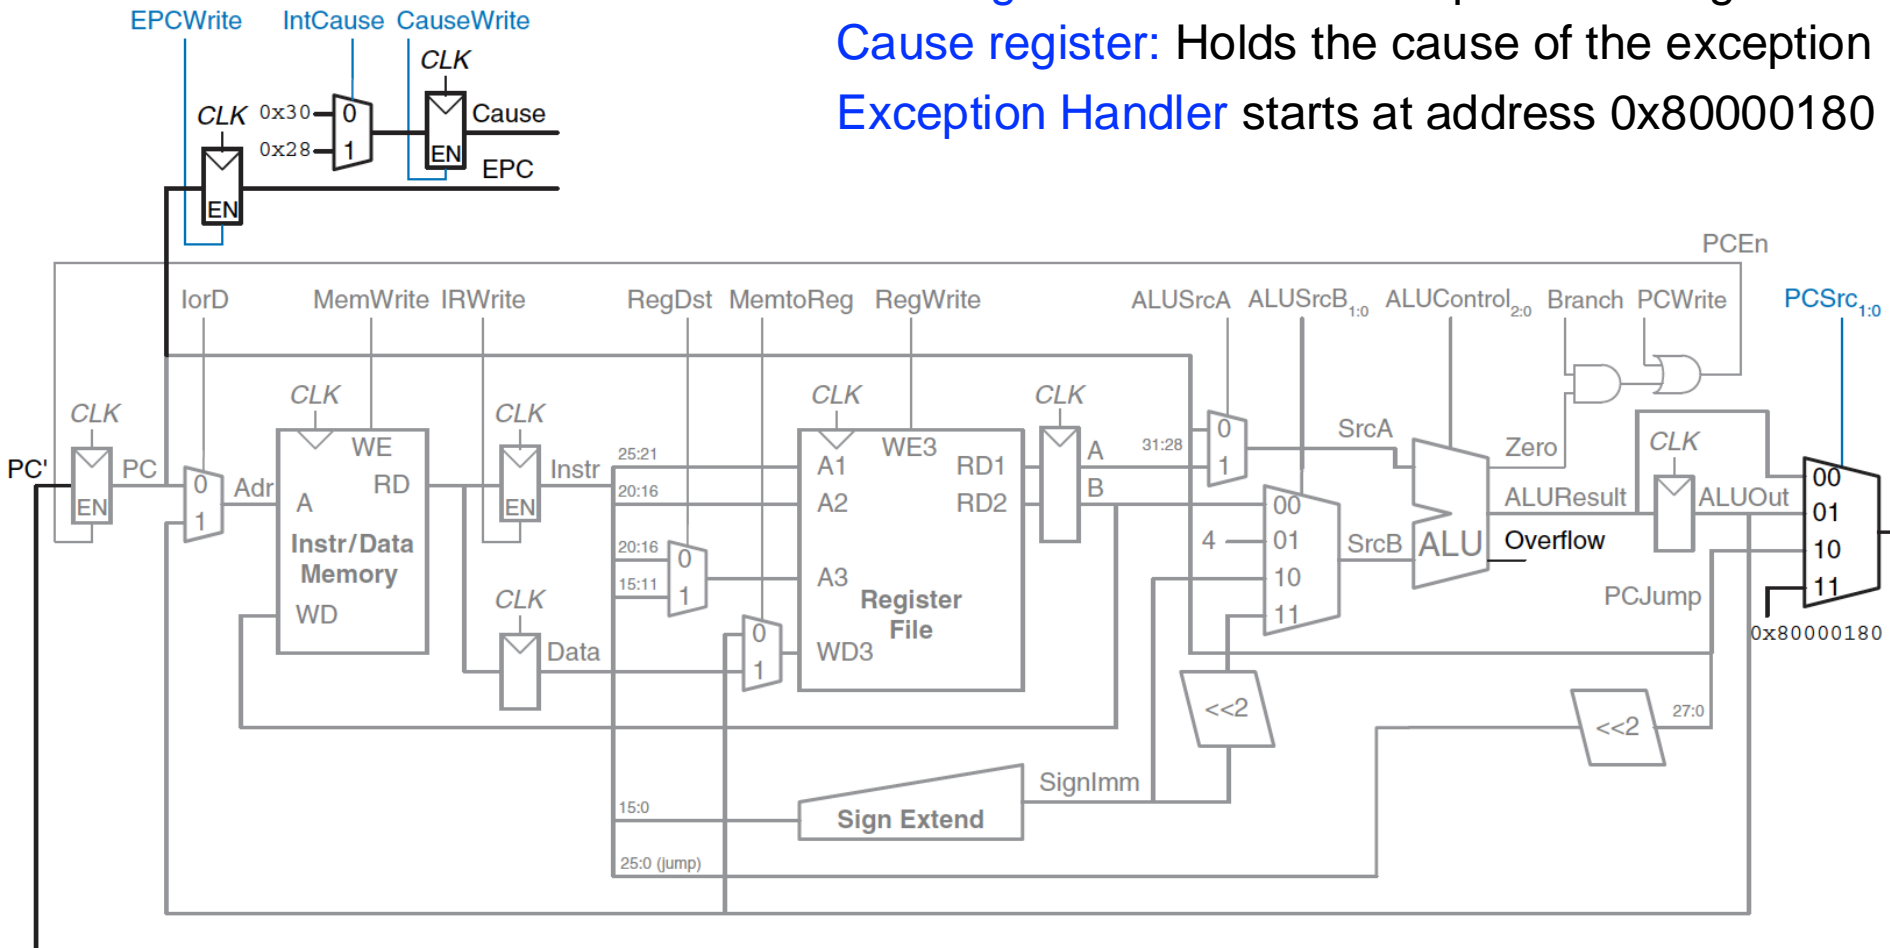 EPCWrite IntCause CauseWrite
Cause register: Holds the cause of the exception
Exception Handler starts at address 0x80000180
CLK
CLK 0x30 0 Cause
0x28 1 EN
EPC
EN
PCEn
IorD MemWrite IRWrite RegDst MemtoReg RegWrite ALUSrcA ALUSrcB1:0 ALUControl2:0 Branch PCWrite PCSrc1:0
CLK CLK CLK CLK CLK
CLK
PC' EN PC
0 1 Adr
WE
A RD
Instr/Data
Memory
WD
EN Instr
CLK
Data
25:21
20:16
20:16 0
15:11 1
0
1
WE3
A1 RD1
A2 RD2
A3
Register
File
WD3
A
B
31:28 0
1
SrcA
00
4 01
10
11
SrcB
ALU
Zero
ALUResult
Overflow
CLK
ALUOut
00
01
10
11
PCJump
0x80000180
<<2
<<2
27:0
SignImm
15:0
Sign Extend
25:0 (jump)